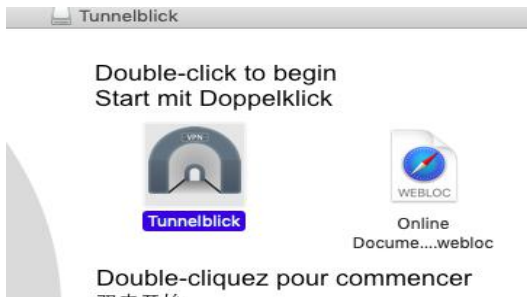 Tunnelblick
Double-click to begin
Start mit Doppelklick
VPN
WEBLOC
Tunnelblick
Online
Docume....webloc
Double-cliquez pour commencer